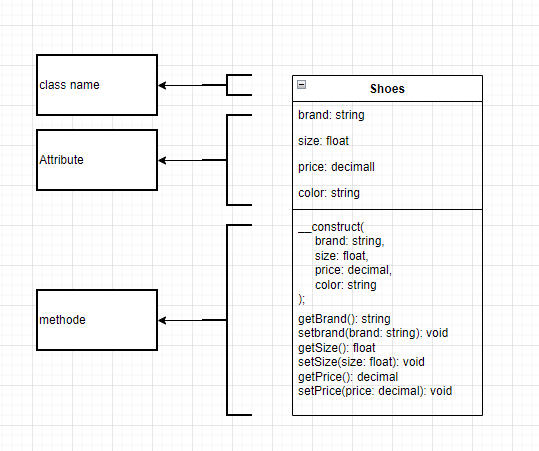 class name
Attribute
methode
Shoes
brand: string
size: float
price: decimall
color: string
__construct(
brand: string,
size: float,
price: decimal,
color: string
);
getBrand(): string
setbrand(brand: string): void
getSize(): float
setSize(size: float): void
getPrice(): decimal
setPrice(price: decimal): void